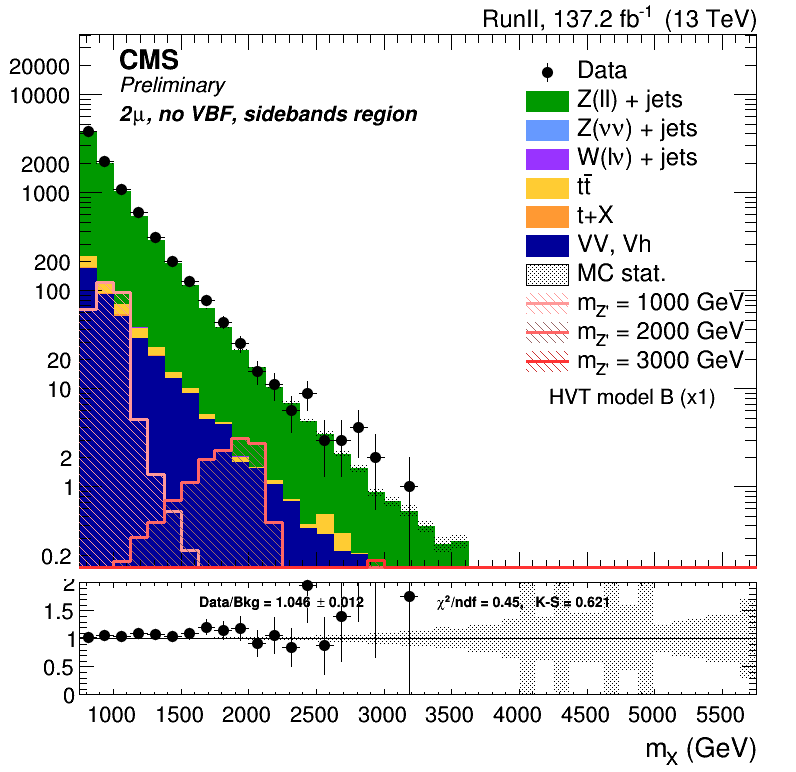 RunII, 137.2 fb⁻¹ (13 TeV)
CMS
Preliminary
2μ, no VBF, sidebands region
Data
Z(ll) + jets
Z(νν) + jets
W(lν) + jets
tt̄
t+X
VV, Vh
MC stat.
m_Z' = 1000 GeV
m_Z' = 2000 GeV
m_Z' = 3000 GeV
HVT model B (x1)
20000
10000
2000
1000
200
100
20
10
2
1
0.2
Data/Bkg = 1.046 ± 0.012
χ²/ndf = 0.45, K-S = 0.621
2
1.5
1
0.5
0
1000 1500 2000 2500 3000 3500 4000 4500 5000 5500
m_X (GeV)